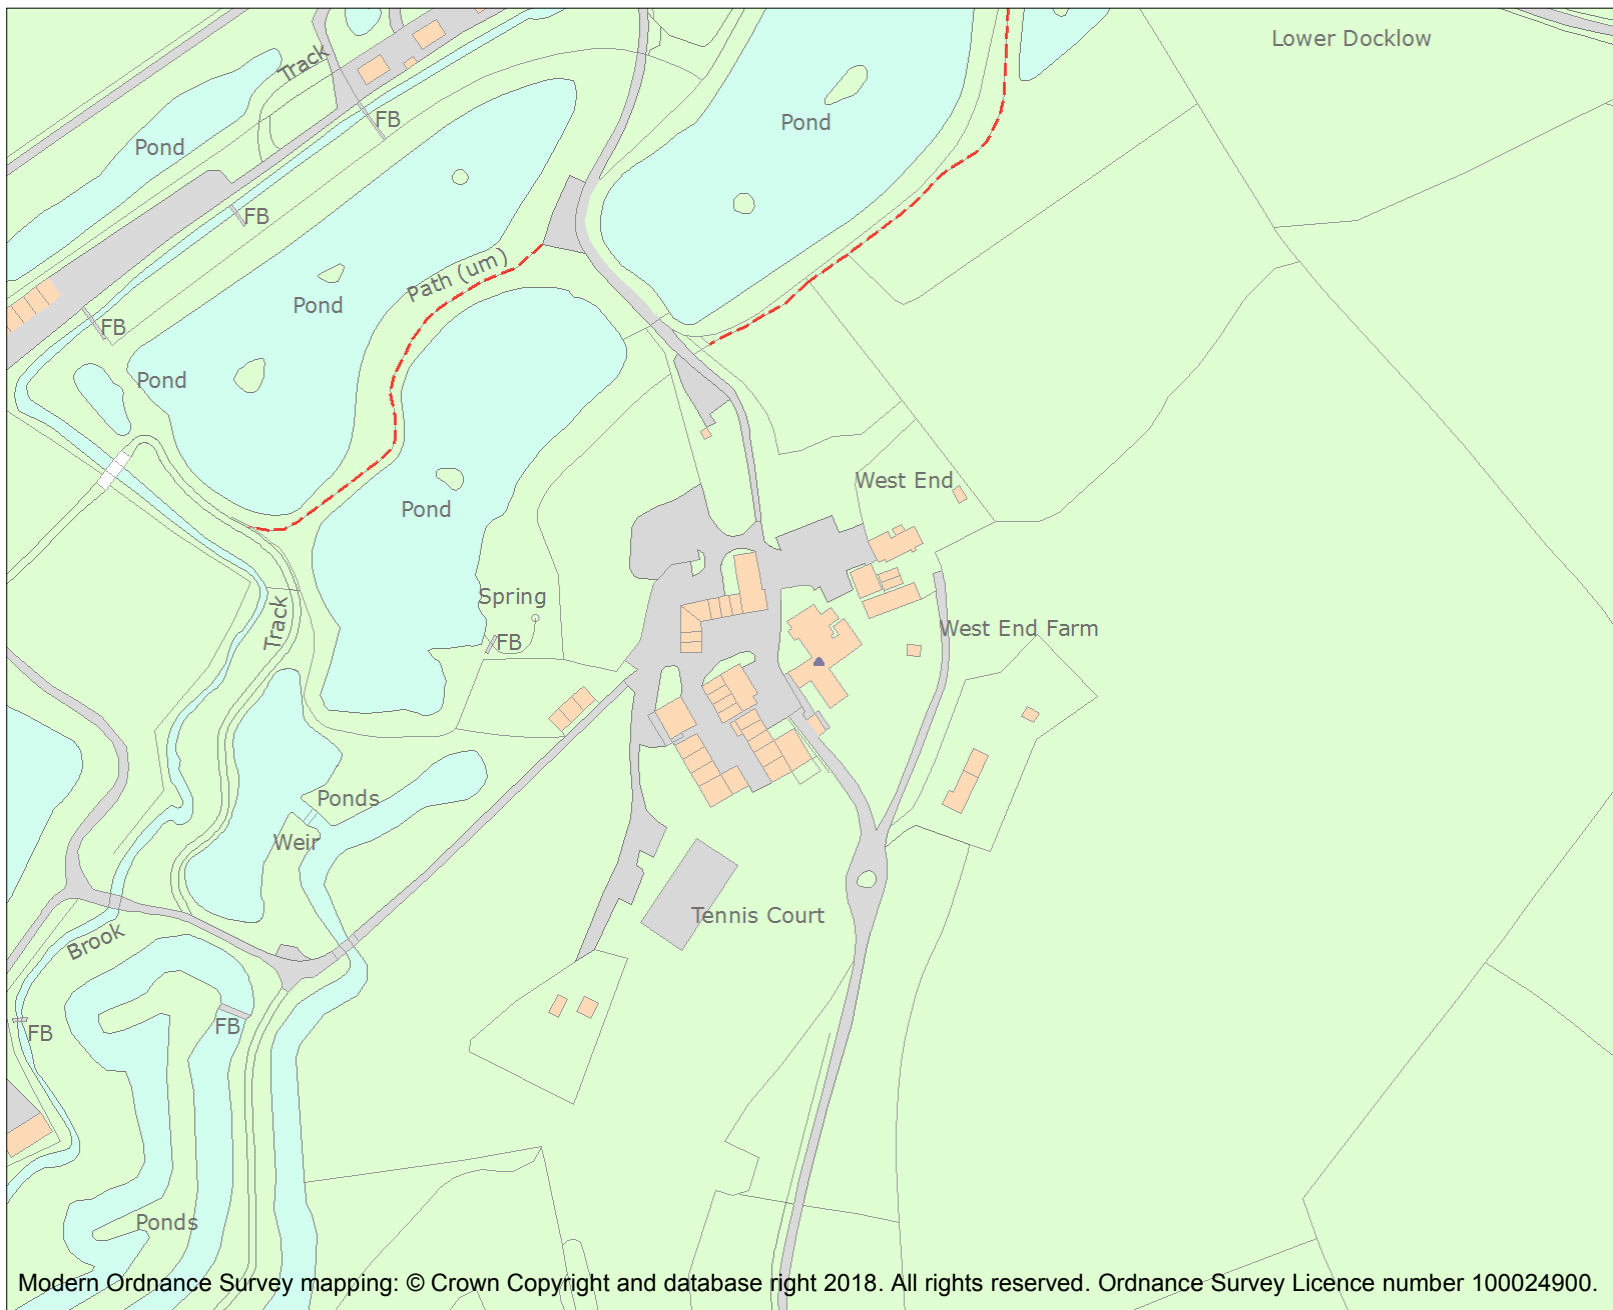 Lower Docklow
Track
FB
Pond
Pond
FB
Path (um)
Pond
FB
Pond
West End
Pond
Spring
Track
West End Farm
FB
Ponds
Weir
Tennis Court
Brook
FB
FB
Ponds
Modern Ordnance Survey mapping: © Crown Copyright and database right 2018. All rights reserved. Ordnance Survey Licence number 100024900.